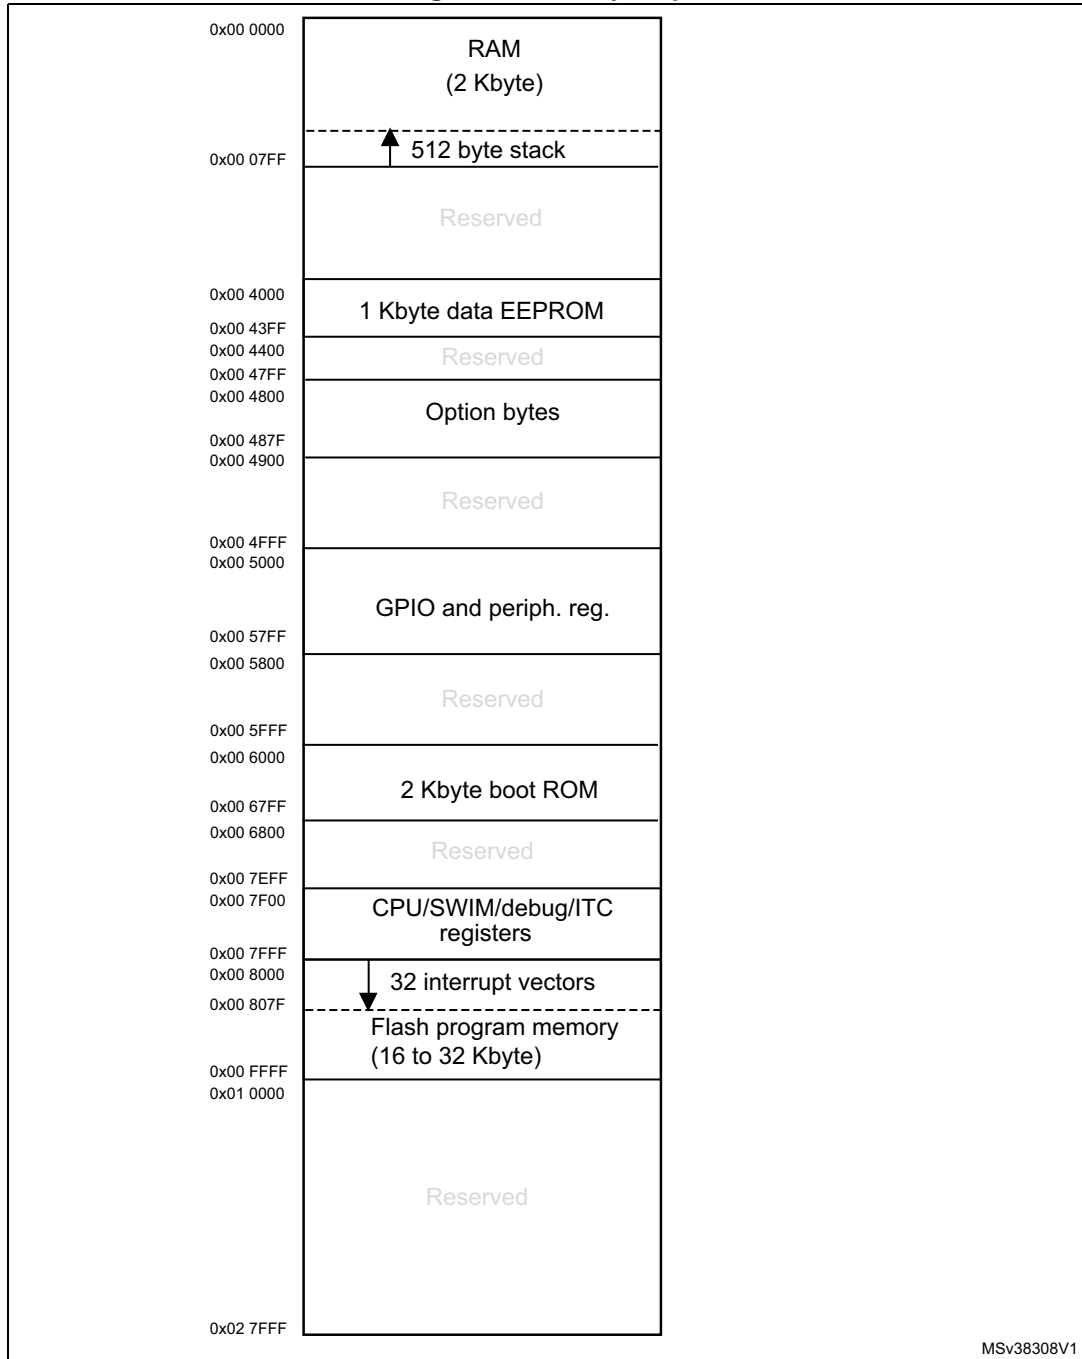 0x00 0000
RAM
(2 Kbyte)
512 byte stack
0x00 07FF
Reserved
0x00 4000
1 Kbyte data EEPROM
0x00 43FF
0x00 4400
Reserved
0x00 47FF
0x00 4800
Option bytes
0x00 487F
0x00 4900
Reserved
0x00 4FFF
0x00 5000
GPIO and periph. reg.
0x00 57FF
0x00 5800
Reserved
0x00 5FFF
0x00 6000
2 Kbyte boot ROM
0x00 67FF
0x00 6800
Reserved
0x00 7EFF
0x00 7F00
CPU/SWIM/debug/ITC
registers
0x00 7FFF
0x00 8000
32 interrupt vectors
0x00 807F
Flash program memory
(16 to 32 Kbyte)
0x00 FFFF
0x01 0000
Reserved
0x02 7FFF
MSv38308V1